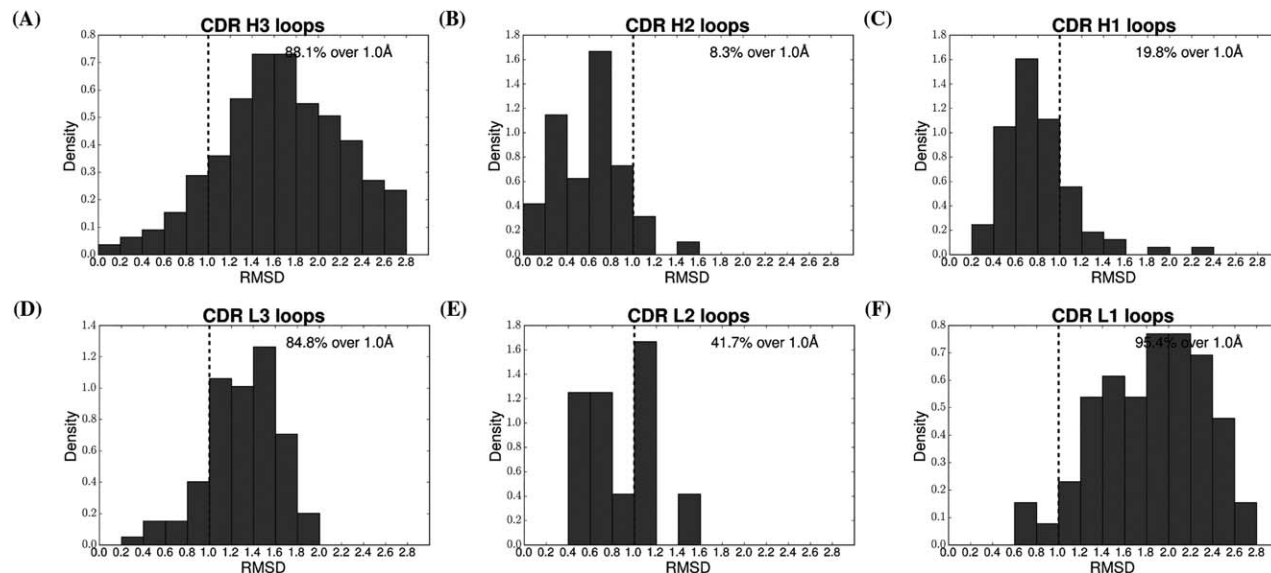 (A)
CDR H3 loops
88.1% over 1.0Å
0.8
0.7
0.6
0.5
0.4
0.3
0.2
0.1
0.0
Density
0.0 0.2 0.4 0.6 0.8 1.0 1.2 1.4 1.6 1.8 2.0 2.2 2.4 2.6 2.8
RMSD
(B)
CDR H2 loops
8.3% over 1.0Å
1.8
1.6
1.4
1.2
1.0
0.8
0.6
0.4
0.2
0.0
Density
0.0 0.2 0.4 0.6 0.8 1.0 1.2 1.4 1.6 1.8 2.0 2.2 2.4 2.6 2.8
RMSD
(C)
CDR H1 loops
19.8% over 1.0Å
1.8
1.6
1.4
1.2
1.0
0.8
0.6
0.4
0.2
0.0
Density
0.0 0.2 0.4 0.6 0.8 1.0 1.2 1.4 1.6 1.8 2.0 2.2 2.4 2.6 2.8
RMSD
(D)
CDR L3 loops
84.8% over 1.0Å
1.4
1.2
1.0
0.8
0.6
0.4
0.2
0.0
Density
0.0 0.2 0.4 0.6 0.8 1.0 1.2 1.4 1.6 1.8 2.0 2.2 2.4 2.6 2.8
RMSD
(E)
CDR L2 loops
41.7% over 1.0Å
1.8
1.6
1.4
1.2
1.0
0.8
0.6
0.4
0.2
0.0
Density
0.0 0.2 0.4 0.6 0.8 1.0 1.2 1.4 1.6 1.8 2.0 2.2 2.4 2.6 2.8
RMSD
(F)
CDR L1 loops
95.4% over 1.0Å
0.8
0.7
0.6
0.5
0.4
0.3
0.2
0.1
0.0
Density
0.0 0.2 0.4 0.6 0.8 1.0 1.2 1.4 1.6 1.8 2.0 2.2 2.4 2.6 2.8
RMSD